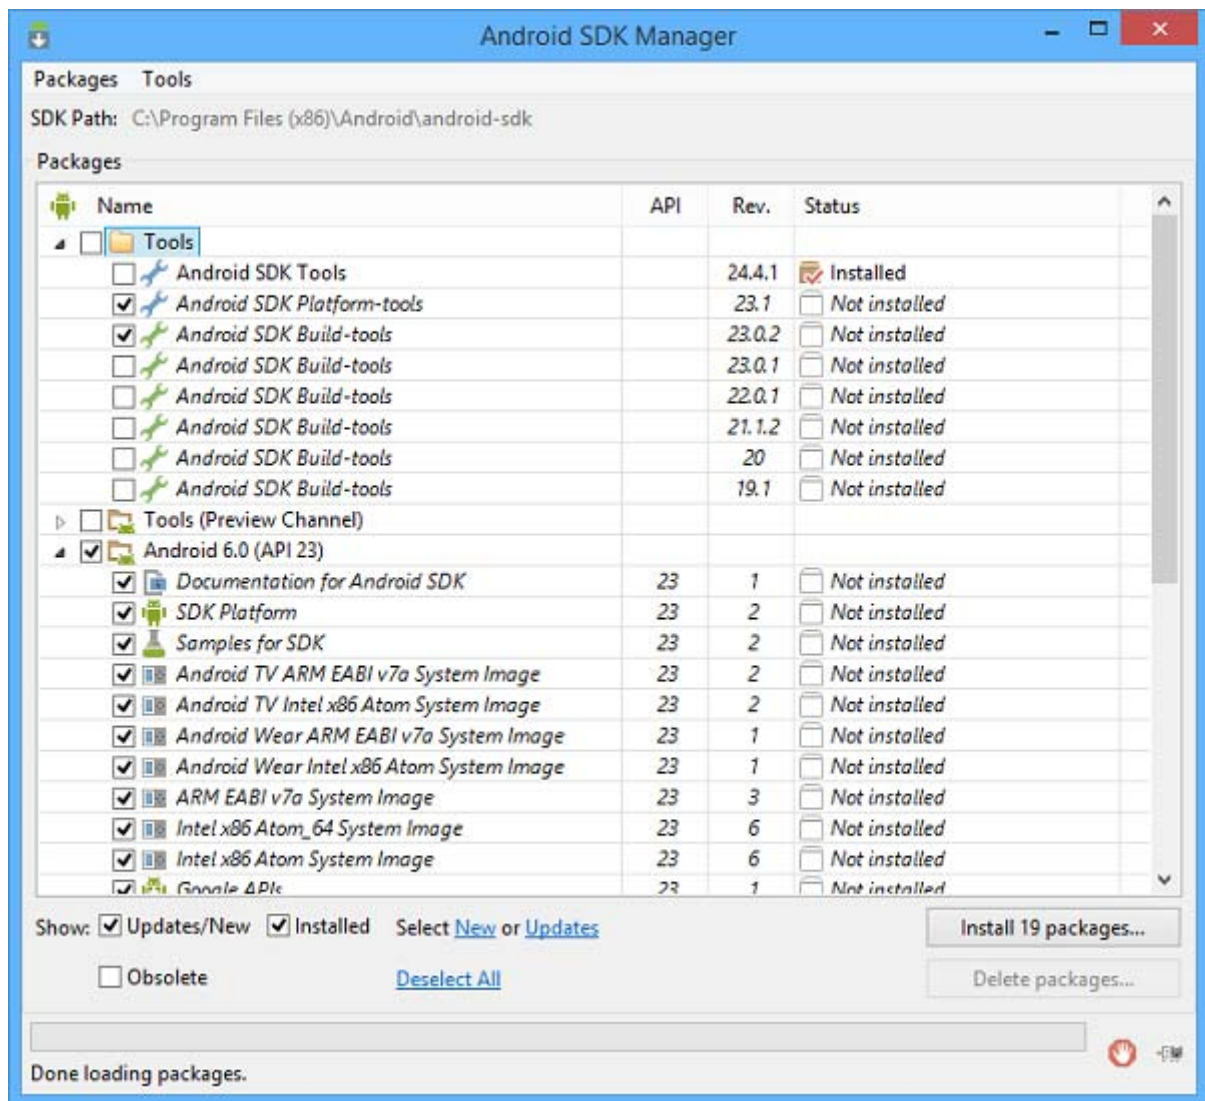 Android SDK Manager
Packages Tools
SDK Path: C:\Program Files (x86)\Android\android-sdk
Packages
Name API Rev. Status
Tools
Android SDK Tools 24.4.1 Installed
Android SDK Platform-tools 23.1 Not installed
Android SDK Build-tools 23.0.2 Not installed
Android SDK Build-tools 23.0.1 Not installed
Android SDK Build-tools 22.0.1 Not installed
Android SDK Build-tools 21.1.2 Not installed
Android SDK Build-tools 20 Not installed
Android SDK Build-tools 19.1 Not installed
Tools (Preview Channel)
Android 6.0 (API 23)
Documentation for Android SDK 23 1 Not installed
SDK Platform 23 2 Not installed
Samples for SDK 23 2 Not installed
Android TV ARM EABI v7a System Image 23 2 Not installed
Android TV Intel x86 Atom System Image 23 2 Not installed
Android Wear ARM EABI v7a System Image 23 1 Not installed
Android Wear Intel x86 Atom System Image 23 1 Not installed
ARM EABI v7a System Image 23 3 Not installed
Intel x86 Atom_64 System Image 23 6 Not installed
Intel x86 Atom System Image 23 6 Not installed
Google APIs 23 1 Not installed
Show: Updates/New Installed Select New or Updates Install 19 packages...
Obsolete Deselect All Delete packages...
Done loading packages.